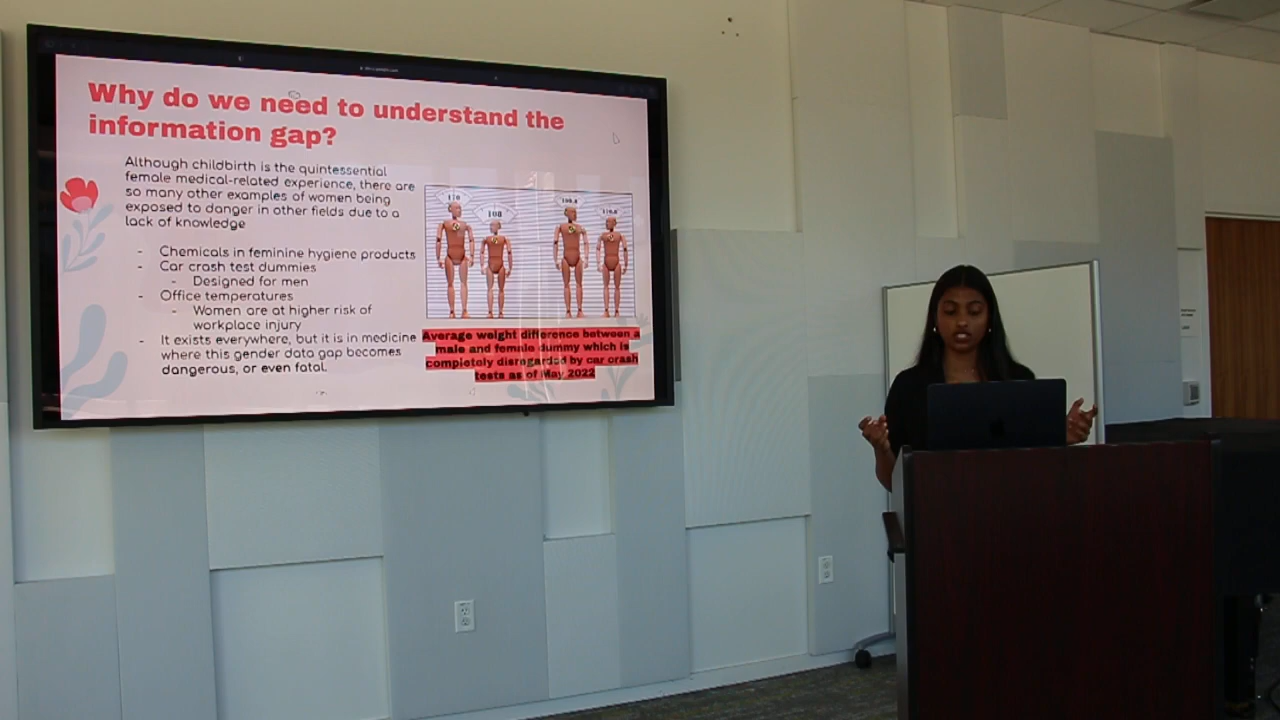 Why do we need to understand the
information gap?
Although childbirth is the quintessential
female medical-related experience, there are
so many other examples of women being
exposed to danger in other fields due to a
lack of knowledge
- Chemicals in feminine hygiene products
- Car crash test dummies
- Designed for men
- Office temperatures
- Women are at higher risk of
workplace injury
- It exists everywhere, but it is in medicine
where this gender data gap becomes
dangerous, or even fatal.
170
108
Average weight difference between a
male and female dummy which is
completely disregarded by car crash
tests as of May 2022